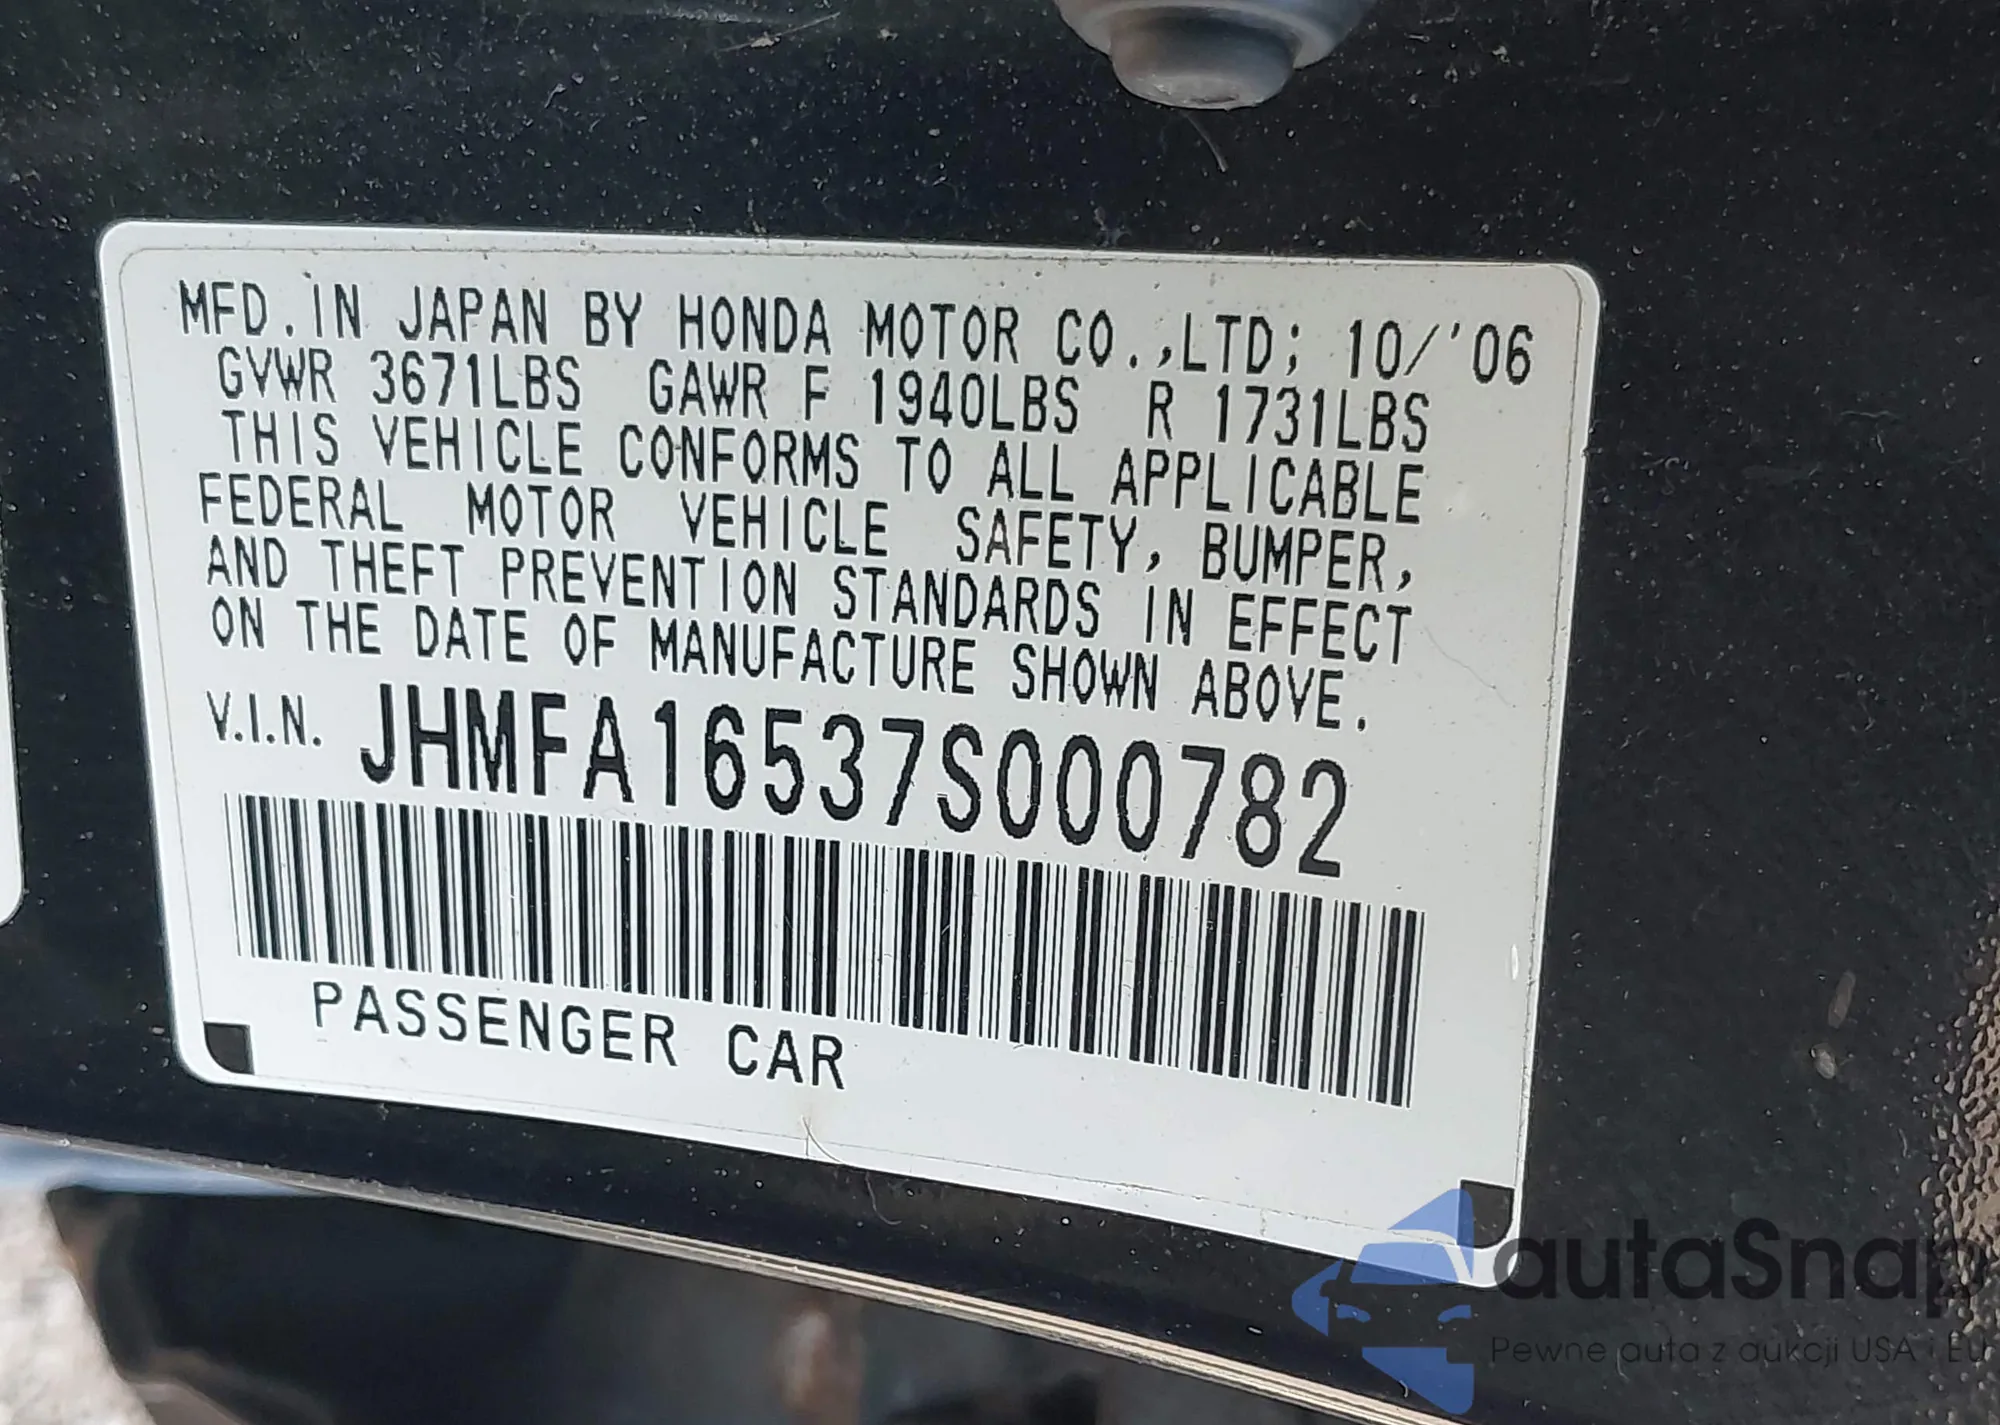 MFD. IN JAPAN BY HONDA MOTOR CO.,LTD; 10/'06
GVWR 3671LBS GAWR F 1940LBS R 1731LBS
THIS VEHICLE CONFORMS TO ALL APPLICABLE
FEDERAL MOTOR VEHICLE SAFETY, BUMPER,
AND THEFT PREVENTION STANDARDS IN EFFECT
ON THE DATE OF MANUFACTURE SHOWN ABOVE.
V.I.N. JHMFA16537S000782
PASSENGER CAR
autaSnap
Pewne auta z aukcji USA i EU